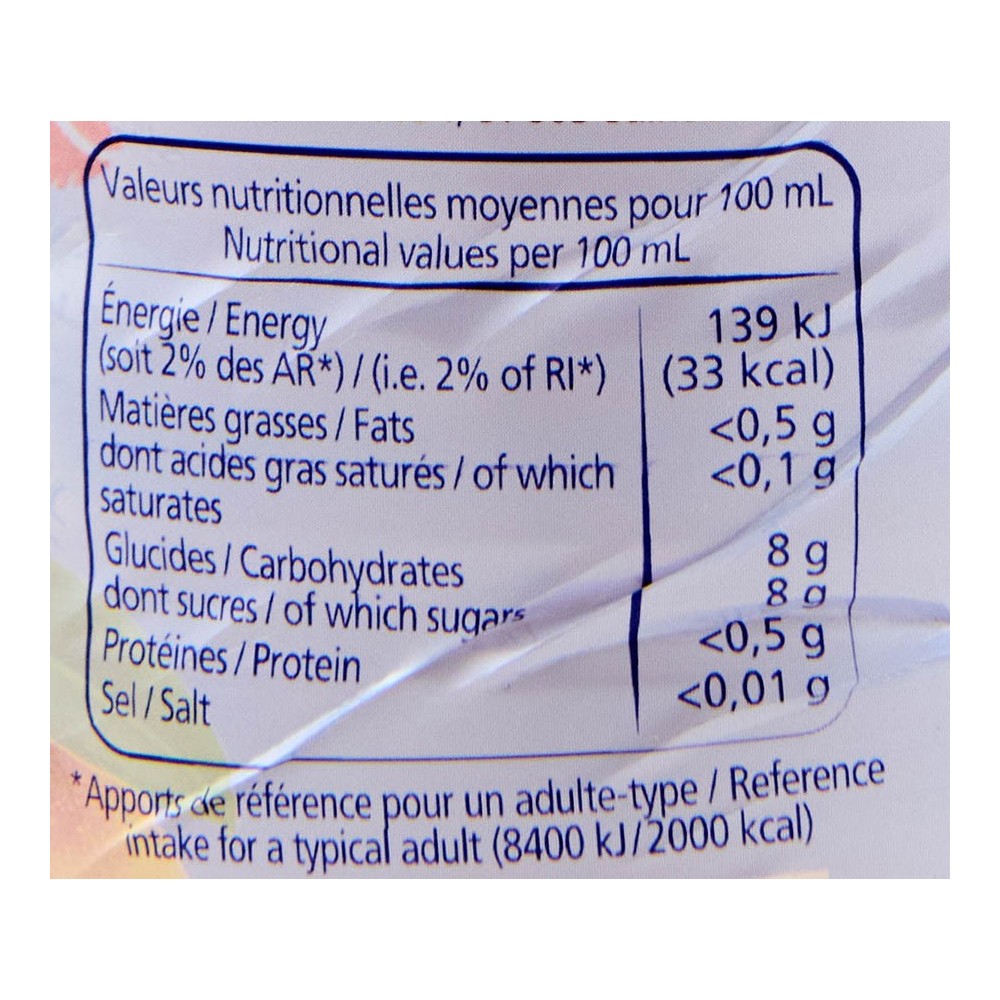 Valeurs nutritionnelles moyennes pour 100 mL
Nutritional values per 100 mL
Énergie / Energy 139 kJ
(soit 2% des AR*) / (i.e. 2% of RI*) (33 kcal)
Matières grasses / Fats <0,5 g
dont acides gras saturés / of which <0,1 g
saturates
Glucides / Carbohydrates 8 g
dont sucres / of which sugars 8 g
Protéines / Protein <0,5 g
Sel / Salt <0,01 g
*Apports de référence pour un adulte-type / Reference
intake for a typical adult (8400 kJ/2000 kcal)